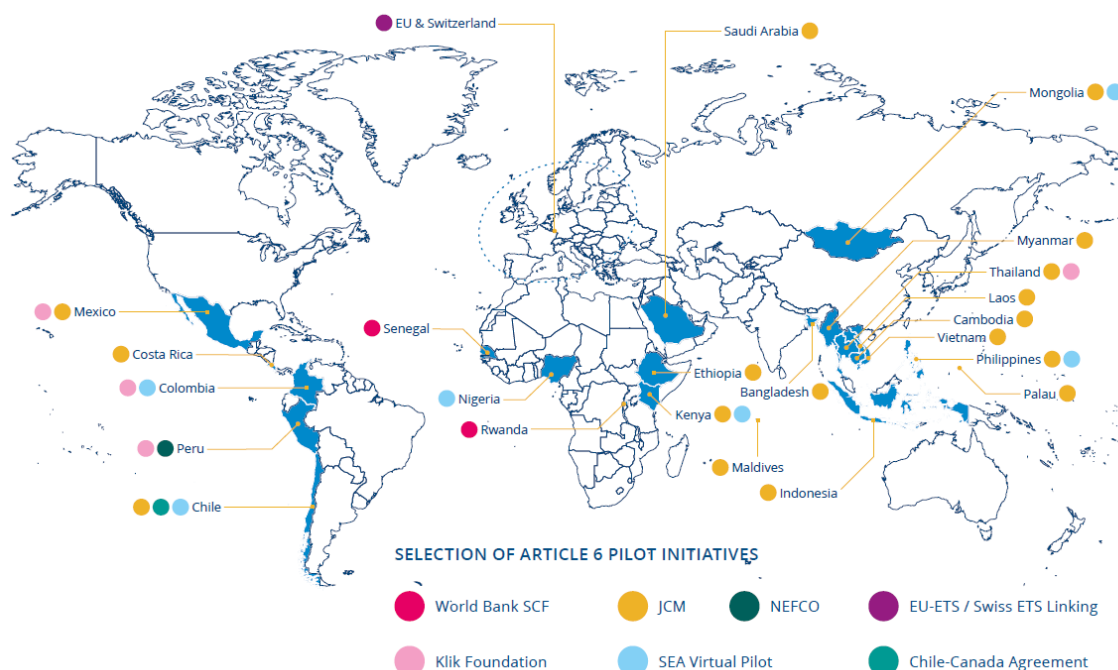 EU & Switzerland
Saudi Arabia
Mongolia
Myanmar
Thailand
Laos
Cambodia
Vietnam
Philippines
Palau
Mexico
Costa Rica
Colombia
Peru
Chile
Senegal
Nigeria
Rwanda
Ethiopia
Bangladesh
Kenya
Maldives
Indonesia
SELECTION OF ARTICLE 6 PILOT INITIATIVES
World Bank SCF
JCM
NEFCO
EU-ETS / Swiss ETS Linking
Klik Foundation
SEA Virtual Pilot
Chile-Canada Agreement